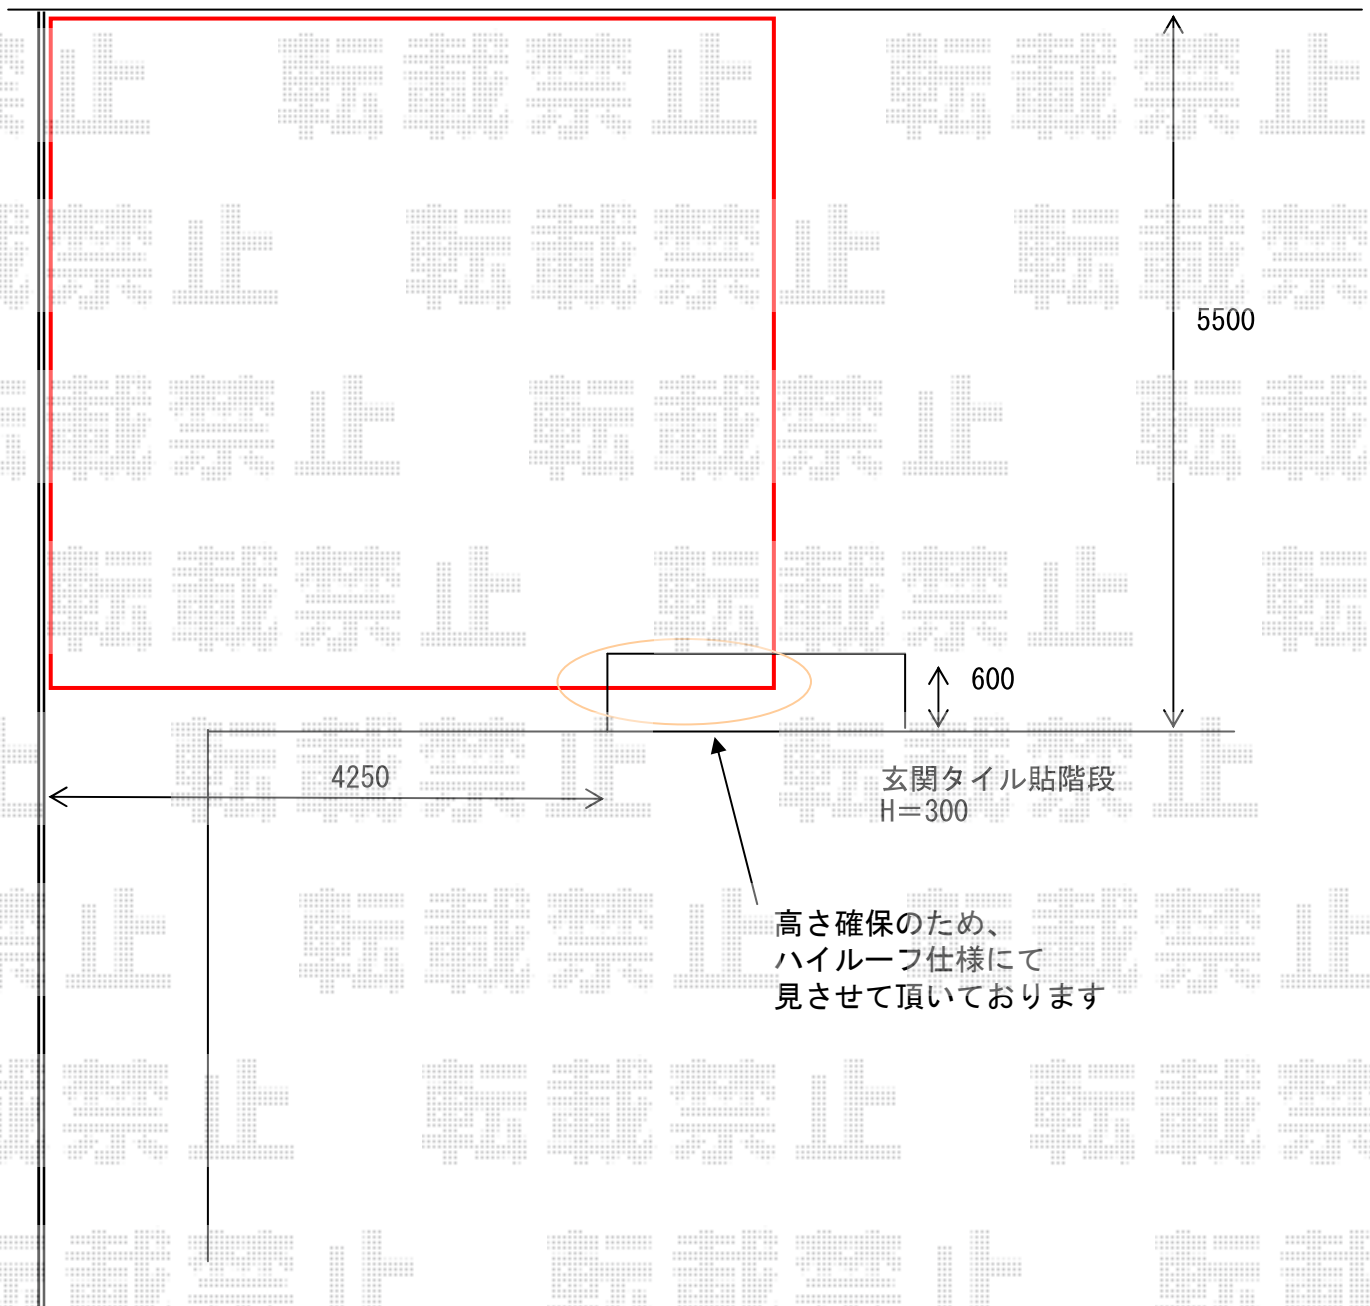 5500
600
4250
玄関タイル貼階段
H＝300
高さ確保のため、
ハイルーフ仕様にて
見させて頂いております
転載禁止